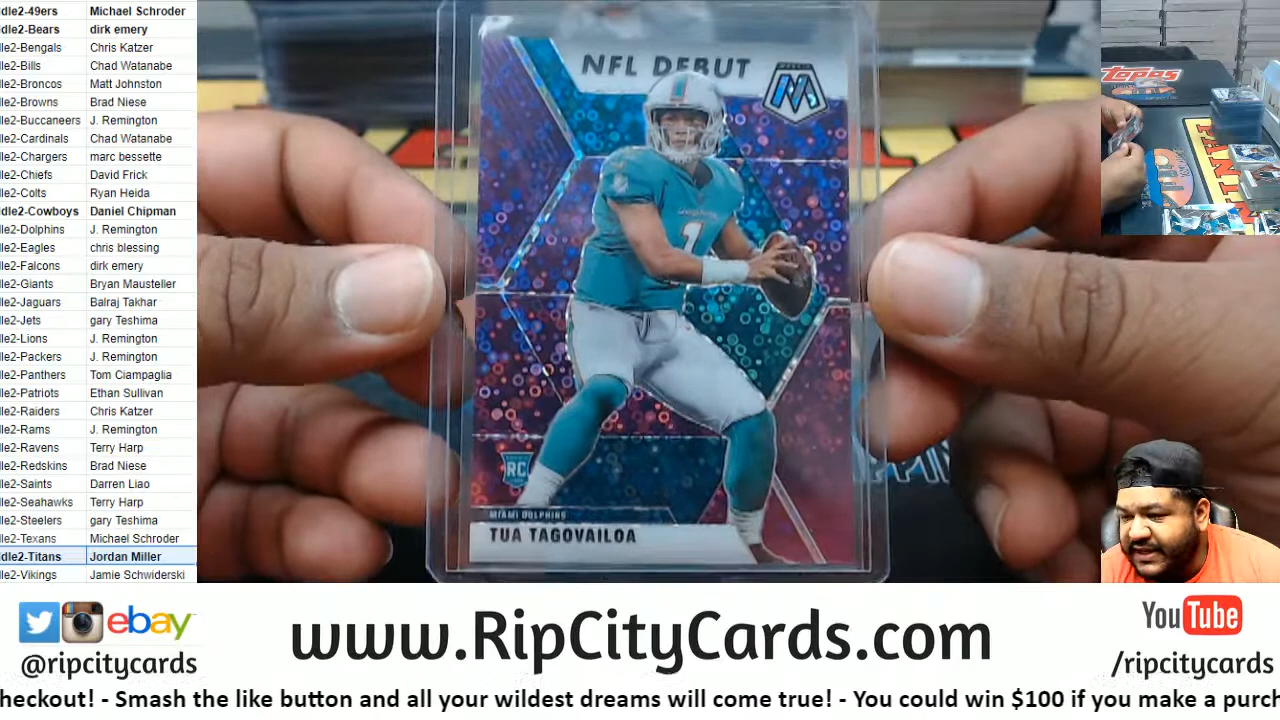 dle2-49ers Michael Schroder
dle2-Bears dirk emery
dle2-Bengals Chris Katzer
dle2-Bills Chad Watanabe
dle2-Broncos Matt Johnston
dle2-Browns Brad Niese
dle2-Buccaneers J. Remington
dle2-Cardinals Chad Watanabe
dle2-Chargers marc bessette
dle2-Chiefs David Frick
dle2-Colts Ryan Heida
dle2-Cowboys Daniel Chipman
dle2-Dolphins J. Remington
dle2-Eagles chris blessing
dle2-Falcons dirk emery
dle2-Giants Bryan Mausteller
dle2-Jaguars Balraj Takhar
dle2-Jets gary Teshima
dle2-Lions J. Remington
dle2-Packers J. Remington
dle2-Panthers Tom Ciampaglia
dle2-Patriots Ethan Sullivan
dle2-Raiders Chris Katzer
dle2-Rams J. Remington
dle2-Ravens Terry Harp
dle2-Redskins Brad Niese
dle2-Saints Darren Liao
dle2-Seahawks Terry Harp
dle2-Steelers gary Teshima
dle2-Texans Michael Schroder
dle2-Titans Jordan Miller
dle2-Vikings Jamie Schwiderski
NFL DEBUT
MOSAIC
M
1
RC
MIAMI DOLPHINS
TUA TAGOVAILOA
Topps
ebay
@ripcitycards
www.RipCityCards.com
YouTube
/ripcitycards
checkout! - Smash the like button and all your wildest dreams will come true! - You could win $100 if you make a purch